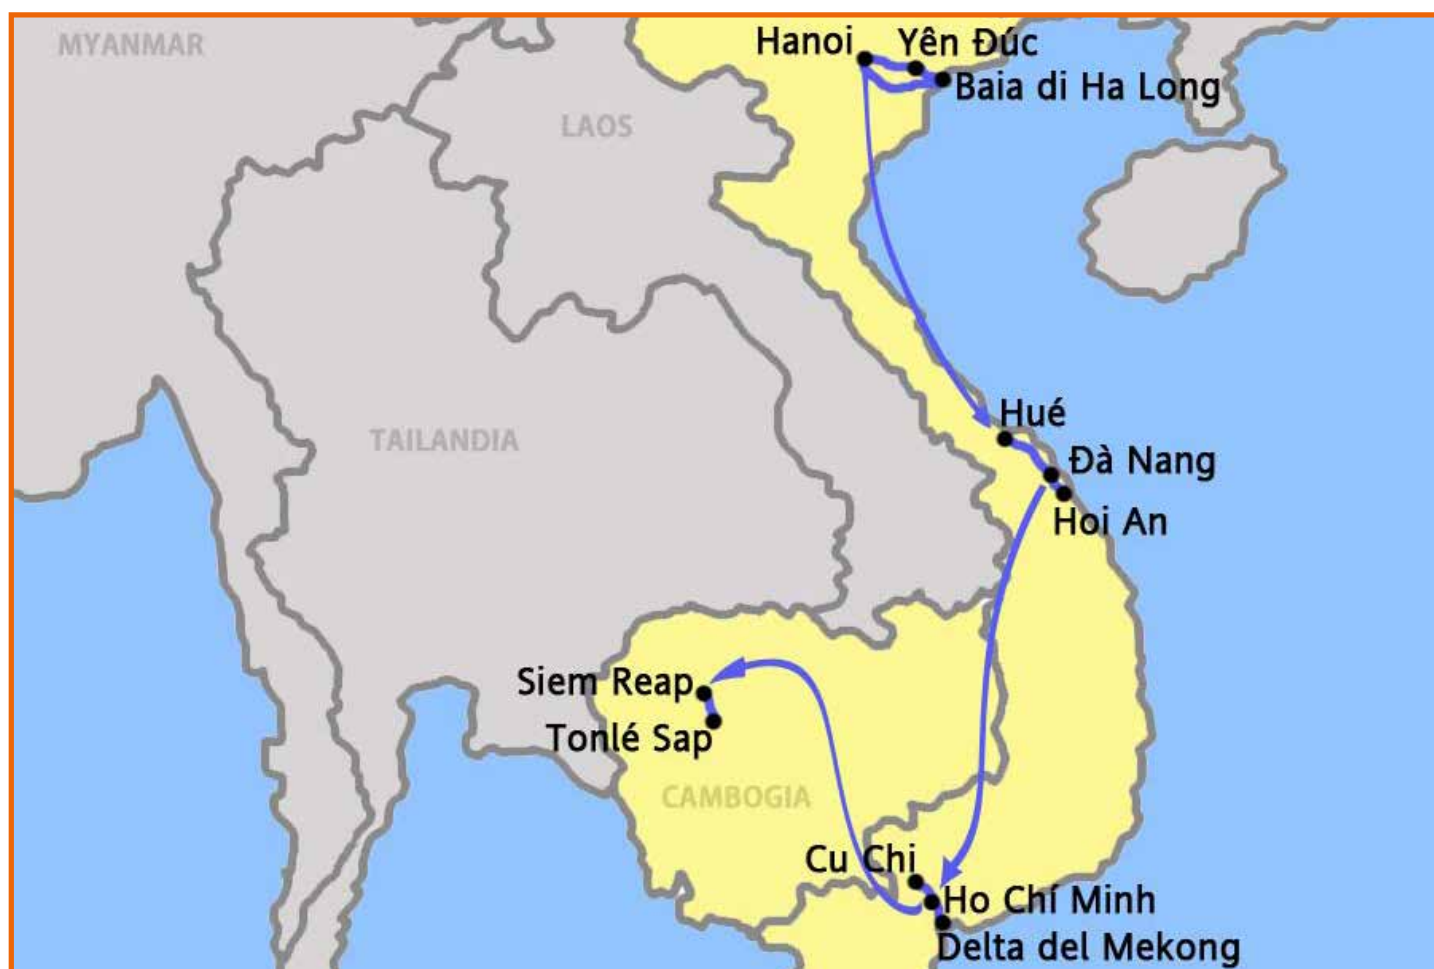 MYANMAR
Hanoi
Yên Đúc
Baia di Ha Long
LAOS
Hué
TAILANDIA
Đà Nang
Hoi An
Siem Reap
Tonlé Sap
CAMBOGIA
Cu Chi
Ho Chí Minh
Delta del Mekong